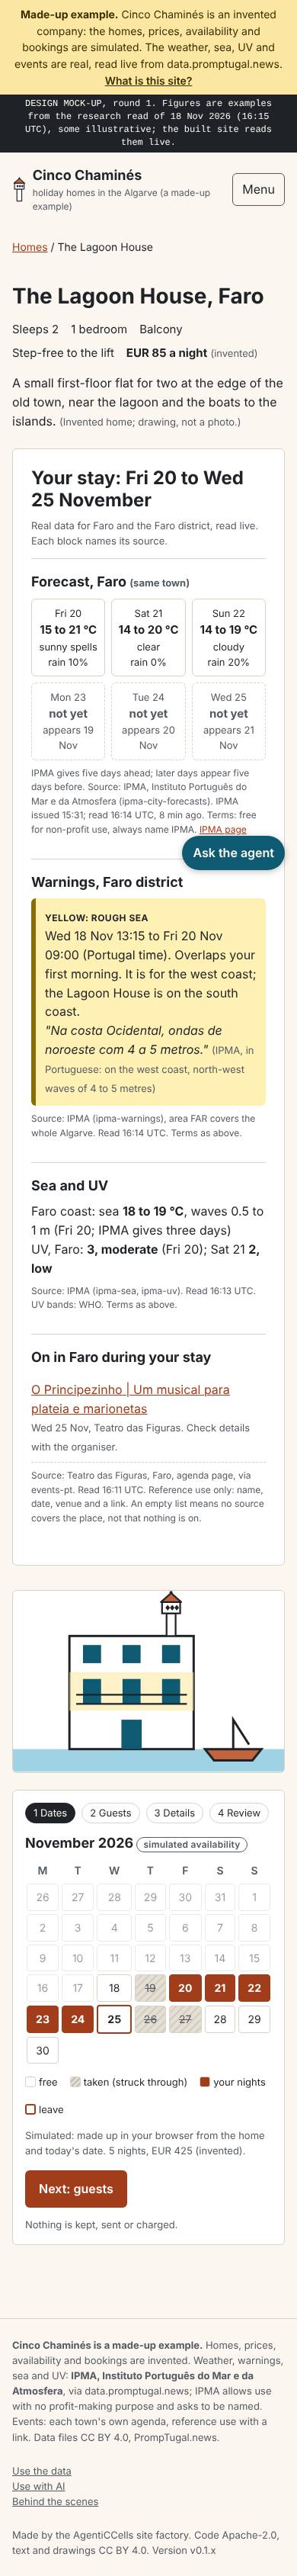 Made-up example. Cinco Chaminés is an invented
company: the homes, prices, availability and
bookings are simulated. The weather, sea, UV and
events are real, read live from data.promptugal.news.
What is this site?
DESIGN MOCK-UP, round 1. Figures are examples
from the research read of 18 Nov 2026 (16:15
UTC), some illustrative; the built site reads
them live.
Cinco Chaminés
holiday homes in the Algarve (a made-up
example)
Menu
Homes / The Lagoon House
The Lagoon House, Faro
Sleeps 2 1 bedroom Balcony
Step-free to the lift EUR 85 a night (invented)
A small first-floor flat for two at the edge of the
old town, near the lagoon and the boats to the
islands. (Invented home; drawing, not a photo.)
Your stay: Fri 20 to Wed
25 November
Real data for Faro and the Faro district, read live.
Each block names its source.
Forecast, Faro (same town)
Fri 20
15 to 21 °C
sunny spells
rain 10%
Sat 21
14 to 20 °C
clear
rain 0%
Sun 22
14 to 19 °C
cloudy
rain 20%
Mon 23
not yet
appears 19
Nov
Tue 24
not yet
appears 20
Nov
Wed 25
not yet
appears 21
Nov
IPMA gives five days ahead; later days appear five
days before. Source: IPMA, Instituto Português do
Mar e da Atmosfera (ipma-city-forecasts). IPMA
issued 15:31; read 16:14 UTC, 8 min ago. Terms: free
for non-profit use, always name IPMA. IPMA page
Ask the agent
Warnings, Faro district
YELLOW: ROUGH SEA
Wed 18 Nov 13:15 to Fri 20 Nov
09:00 (Portugal time). Overlaps your
first morning. It is for the west coast;
the Lagoon House is on the south
coast.
"Na costa Ocidental, ondas de
noroeste com 4 a 5 metros." (IPMA, in
Portuguese: on the west coast, north-west
waves of 4 to 5 metres)
Source: IPMA (ipma-warnings), area FAR covers the
whole Algarve. Read 16:14 UTC. Terms as above.
Sea and UV
Faro coast: sea 18 to 19 °C, waves 0.5 to
1 m (Fri 20; IPMA gives three days)
UV, Faro: 3, moderate (Fri 20); Sat 21 2,
low
Source: IPMA (ipma-sea, ipma-uv). Read 16:13 UTC.
UV bands: WHO. Terms as above.
On in Faro during your stay
O Principezinho | Um musical para
plateia e marionetas
Wed 25 Nov, Teatro das Figuras. Check details
with the organiser.
Source: Teatro das Figuras, Faro, agenda page, via
events-pt. Read 16:11 UTC. Reference use only: name,
date, venue and a link. An empty list means no source
covers the place, not that nothing is on.
1 Dates 2 Guests 3 Details 4 Review
November 2026 simulated availability
M T W T F S S
26 27 28 29 30 31 1
2 3 4 5 6 7 8
9 10 11 12 13 14 15
16 17 18 19 20 21 22
23 24 25 26 27 28 29
30
free taken (struck through) your nights
leave
Simulated: made up in your browser from the home
and today's date. 5 nights, EUR 425 (invented).
Next: guests
Nothing is kept, sent or charged.
Cinco Chaminés is a made-up example. Homes, prices,
availability and bookings are invented. Weather, warnings,
sea and UV: IPMA, Instituto Português do Mar e da
Atmosfera, via data.promptugal.news; IPMA allows use
with no profit-making purpose and asks to be named.
Events: each town's own agenda, reference use with a
link. Data files CC BY 4.0, PrompTugal.news.
Use the data
Use with AI
Behind the scenes
Made by the AgentiCCells site factory. Code Apache-2.0,
text and drawings CC BY 4.0. Version v0.1.x